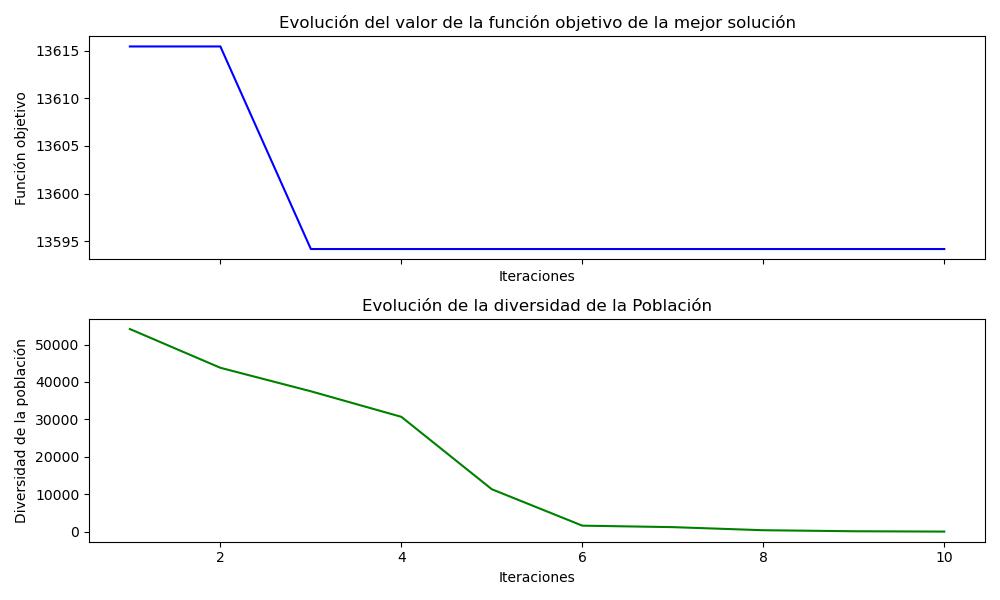 Evolución del valor de la función objetivo de la mejor solución
13615
13610
13605
13600
13595
Función objetivo
Iteraciones
Evolución de la diversidad de la Población
50000
40000
30000
20000
10000
0
Diversidad de la población
2 4 6 8 10
Iteraciones